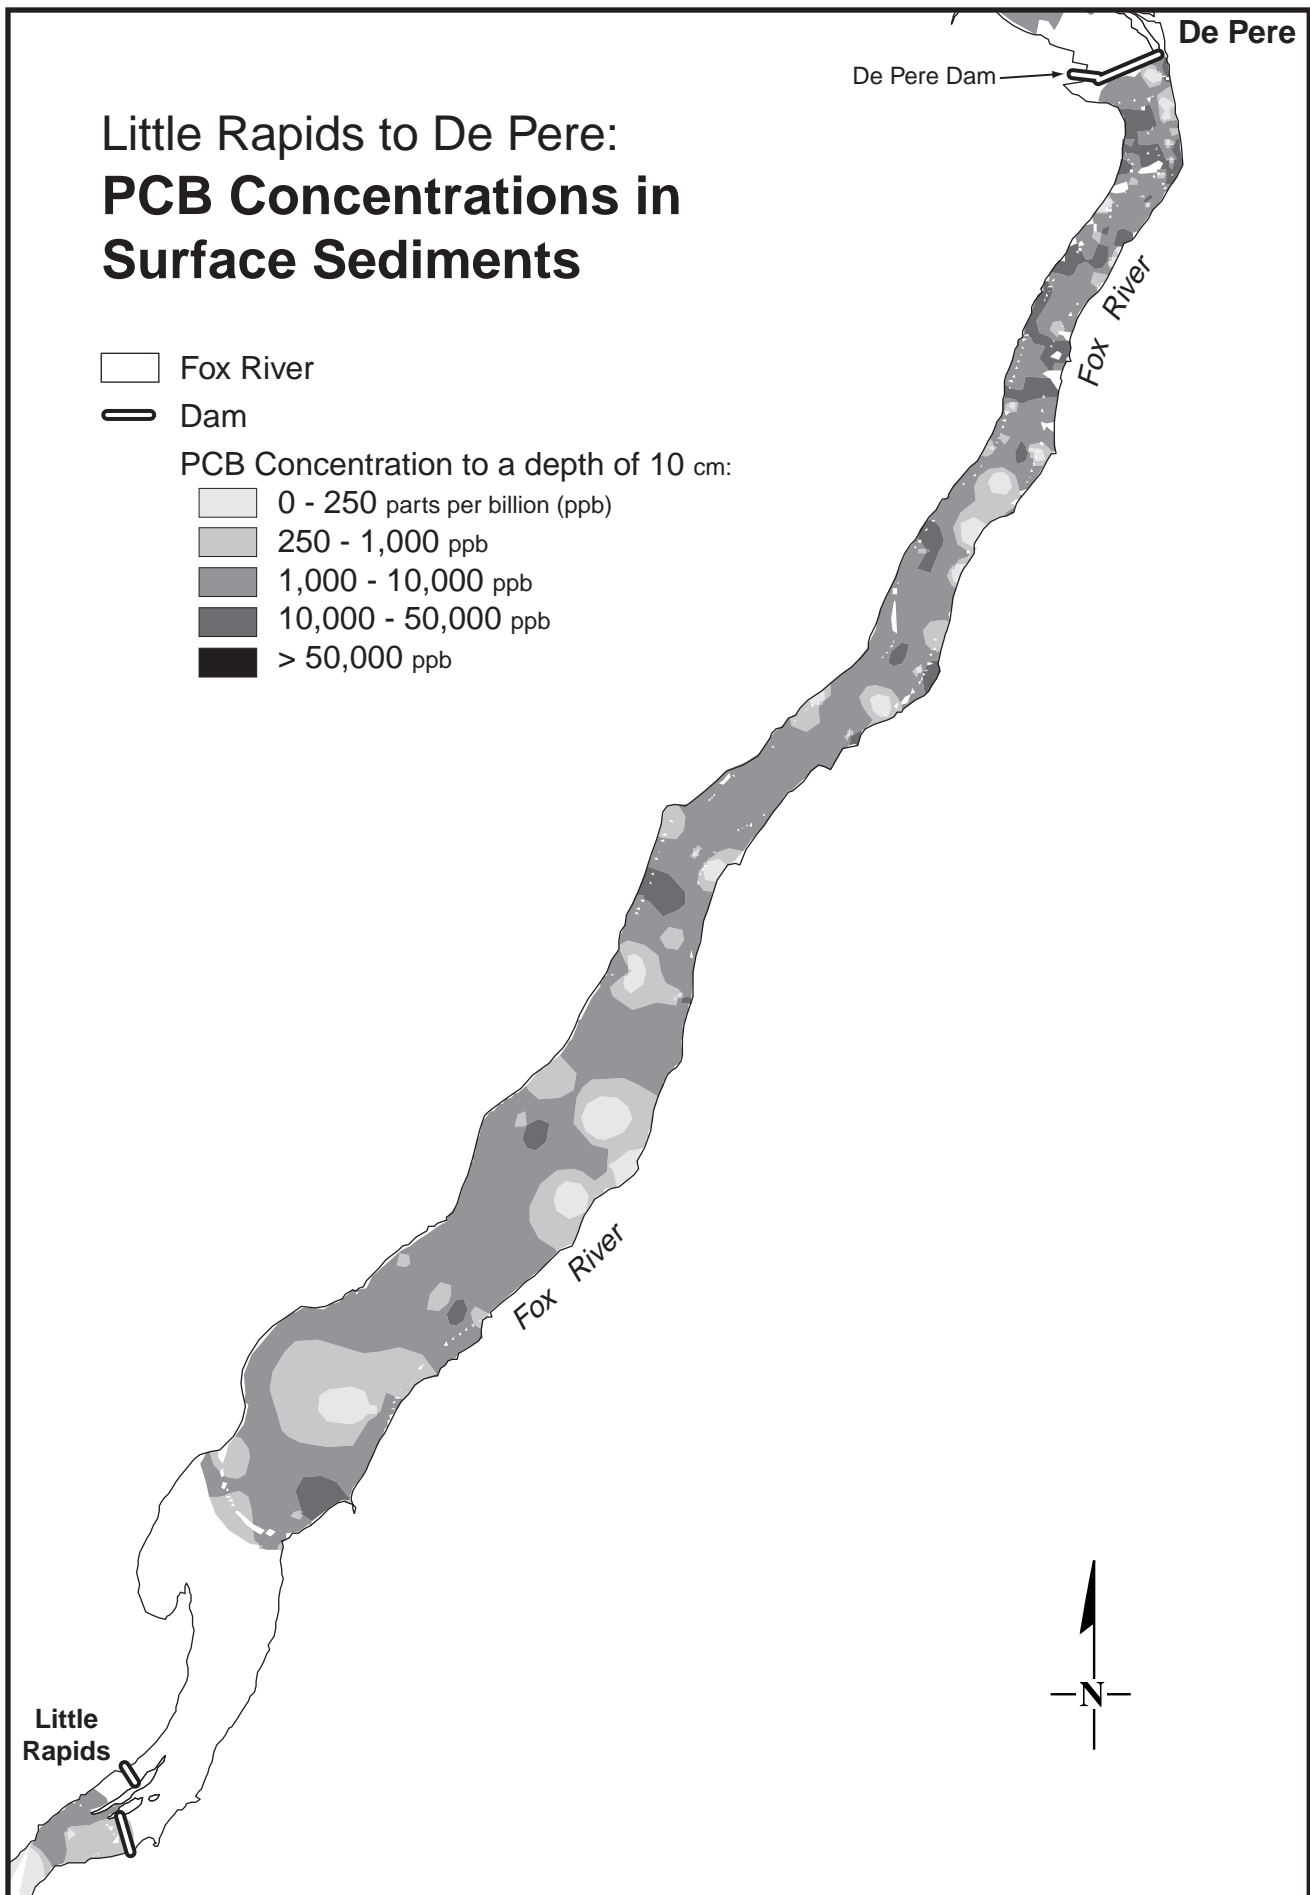 De Pere
De Pere Dam
Little Rapids to De Pere:
PCB Concentrations in
Surface Sediments
Fox River
Fox River
Dam
PCB Concentration to a depth of 10 cm:
0 - 250 parts per billion (ppb)
250 - 1,000 ppb
1,000 - 10,000 ppb
10,000 - 50,000 ppb
> 50,000 ppb
Fox River
N
Little
Rapids